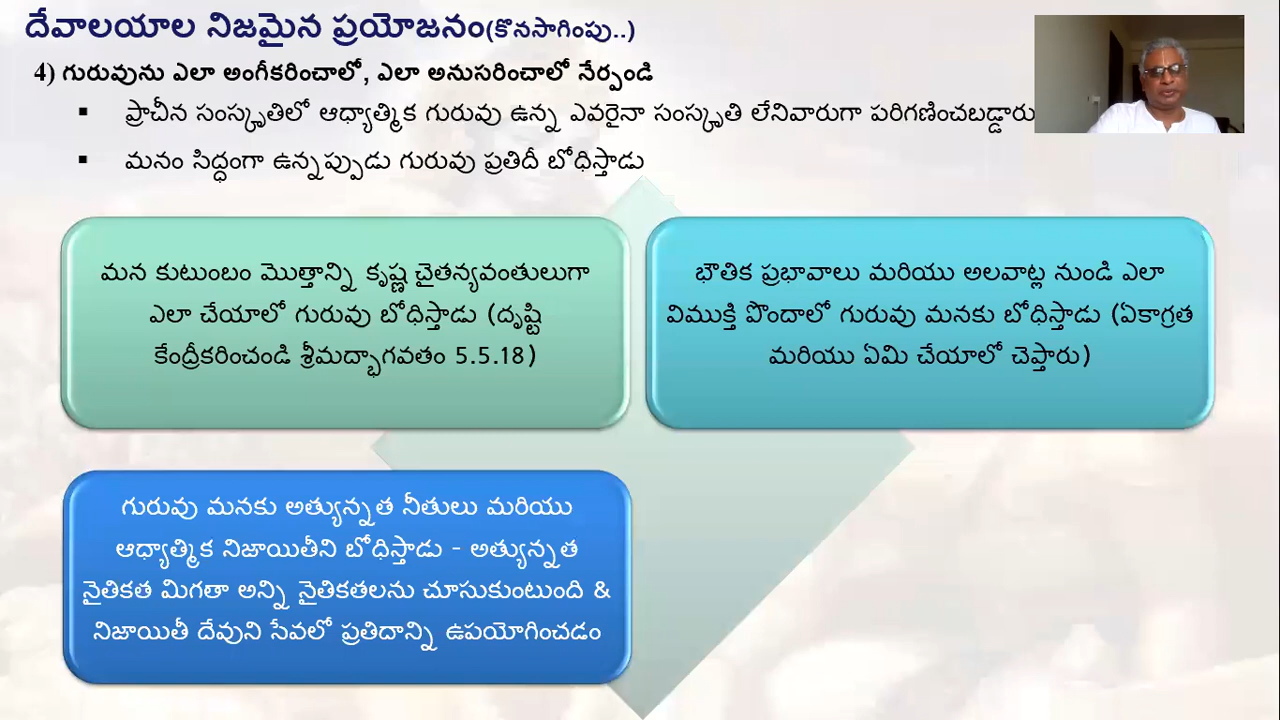 దేవాలయాల నిజమైన ప్రయోజనం(కొనసాగింపు..)
4) గురువును ఎలా అంగీకరించాలో, ఎలా అనుసరించాలో నేర్పండి
▪ ప్రాచీన సంస్కృతిలో ఆధ్యాత్మిక గురువు ఉన్న ఎవరైనా సంస్కృతి లేనివారుగా పరిగణించబడ్డారు
▪ మనం సిద్ధంగా ఉన్నప్పుడు గురువు ప్రతిదీ బోధిస్తాడు
మన కుటుంబం మొత్తాన్ని కృష్ణ చైతన్యవంతులుగా
ఎలా చేయాలో గురువు బోధిస్తాడు (దృష్టి
కేంద్రీకరించండి శ్రీమద్భాగవతం 5.5.18)
భౌతిక ప్రభావాలు మరియు అలవాట్ల నుండి ఎలా
విముక్తి పొందాలో గురువు మనకు బోధిస్తాడు (ఏకాగ్రత
మరియు ఏమి చేయాలో చెప్తారు)
గురువు మనకు అత్యున్నత నీతులు మరియు
ఆధ్యాత్మిక నిజాయితీని బోధిస్తాడు - అత్యున్నత
నైతికత మిగతా అన్ని నైతికతలను చూసుకుంటుంది &
నిజాయితీ దేవుని సేవలో ప్రతిదాన్ని ఉపయోగించడం